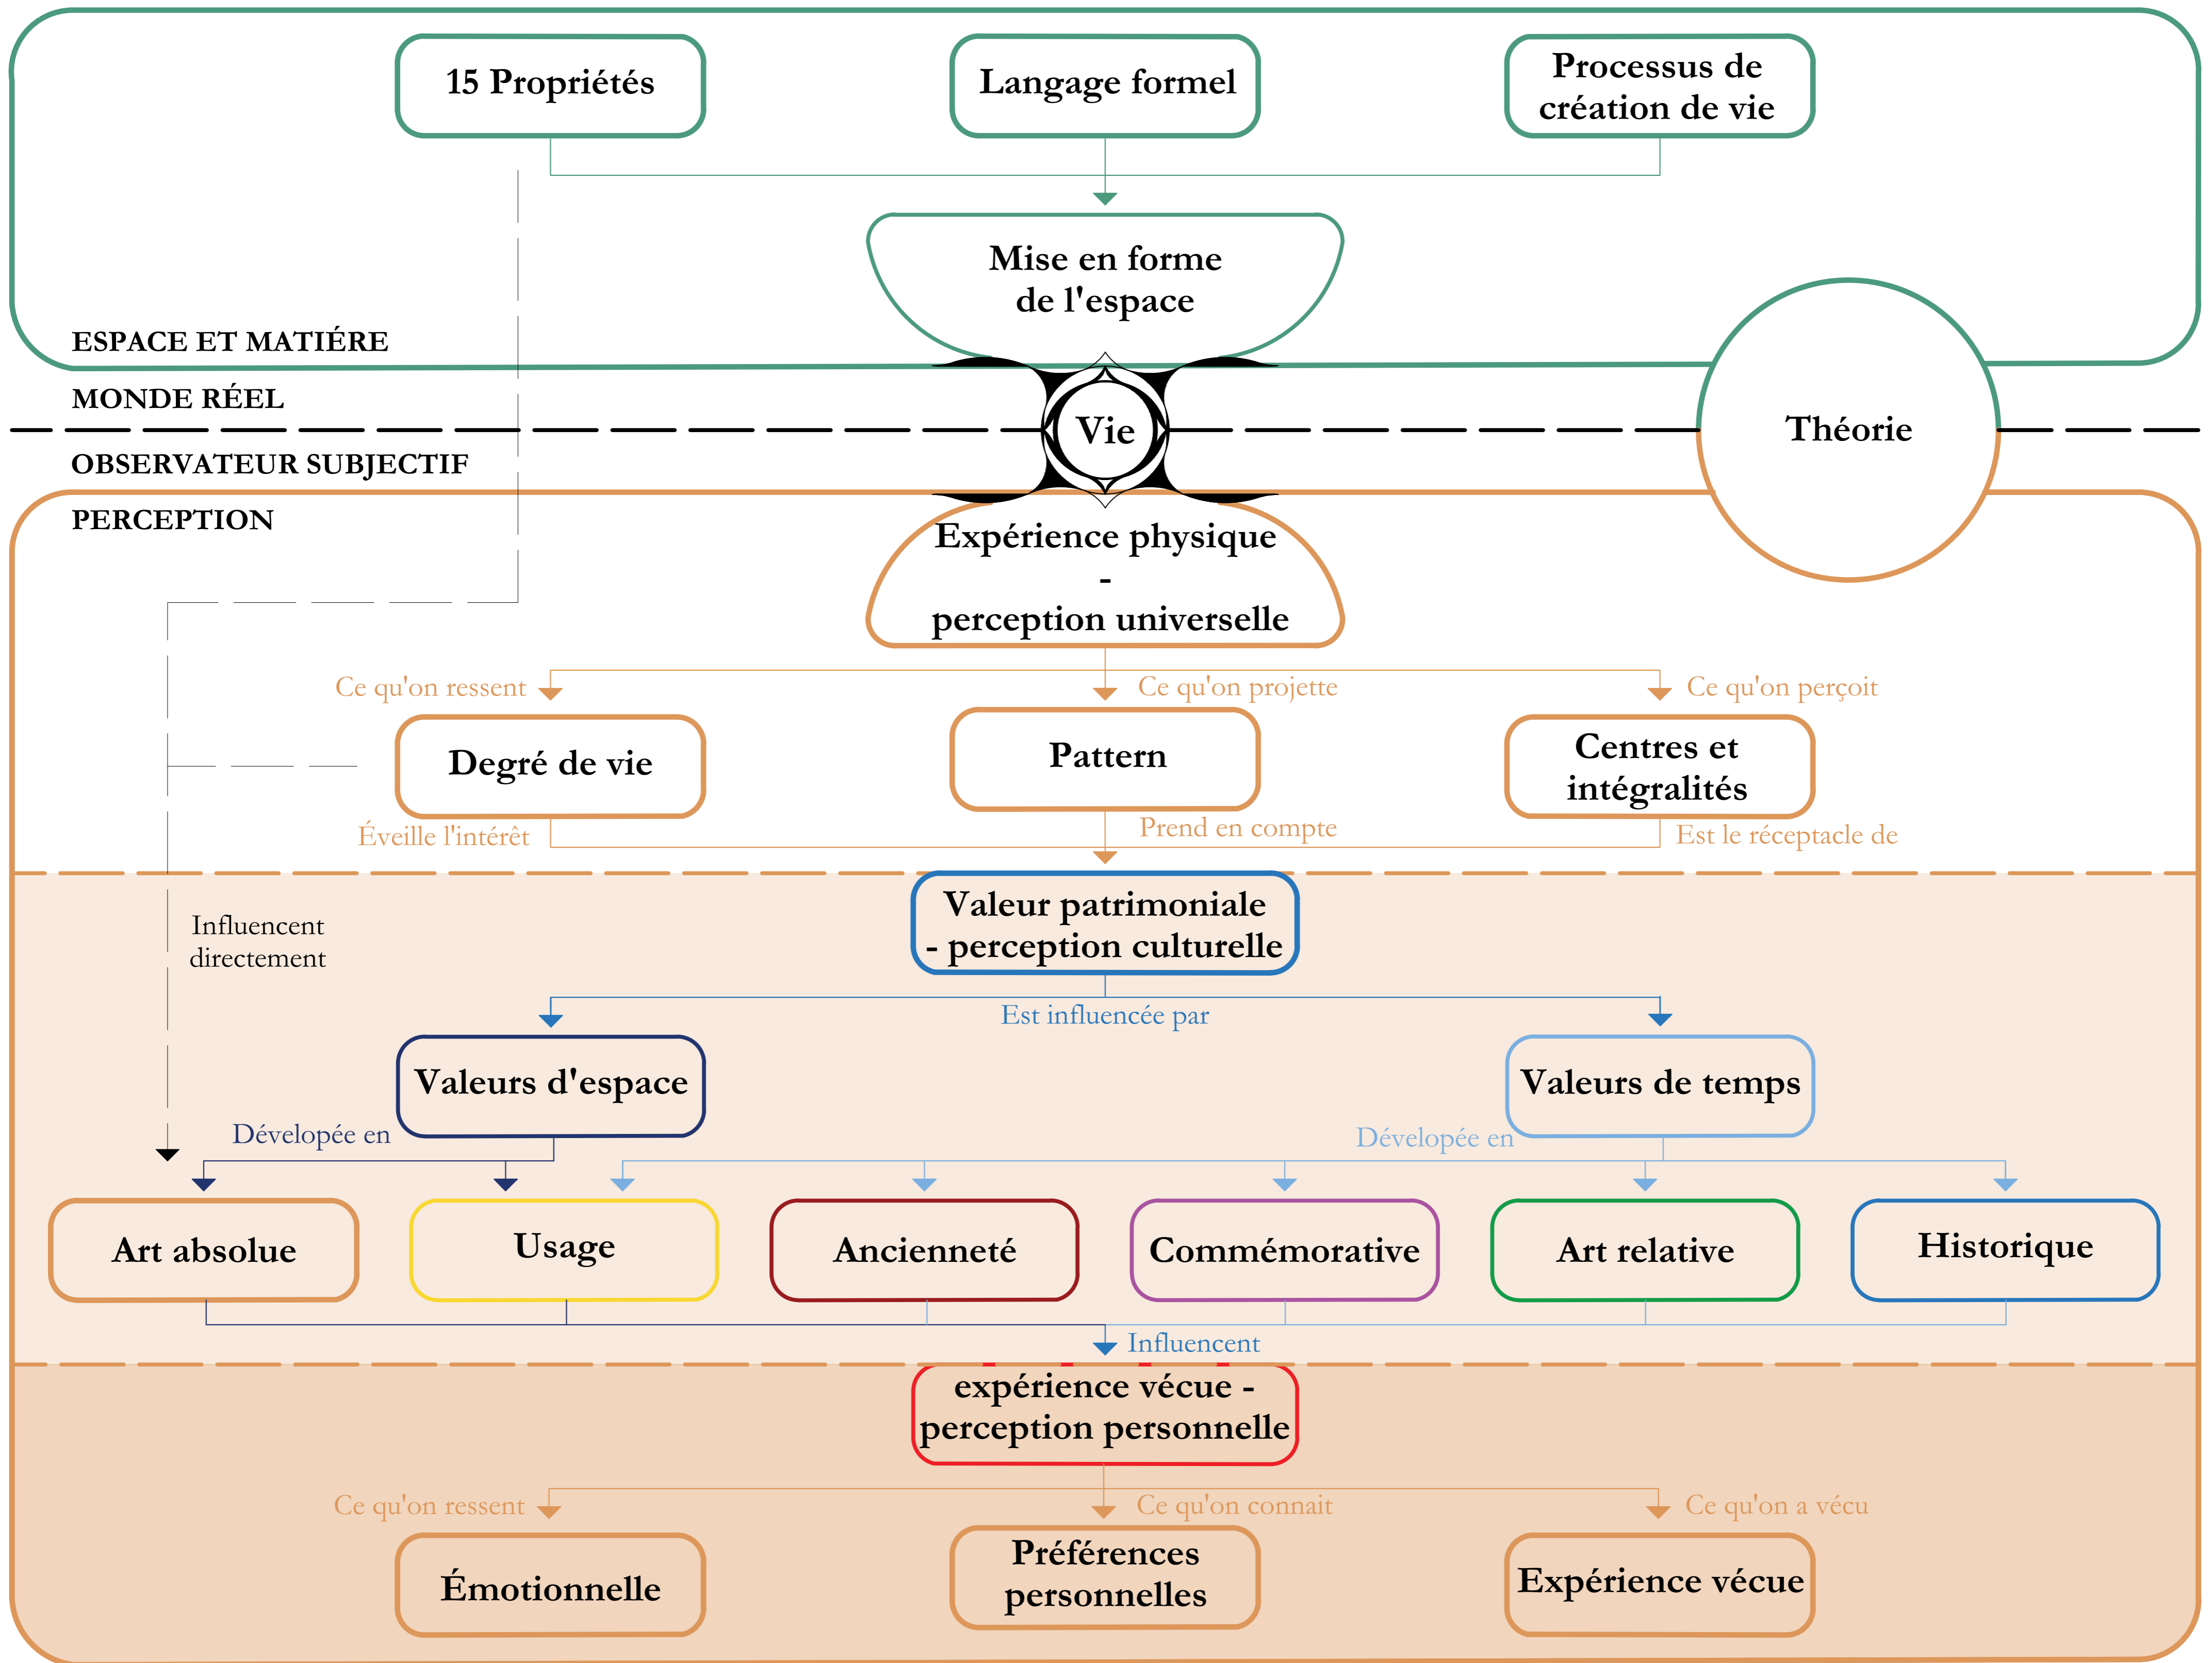 15 Propriétés
Langage formel
Processus de
création de vie
Mise en forme
de l'espace
ESPACE ET MATIÉRE
MONDE RÉEL
Vie
Théorie
OBSERVATEUR SUBJECTIF
PERCEPTION
Expérience physique
-
perception universelle
Ce qu'on ressent
Ce qu'on projette
Ce qu'on perçoit
Degré de vie
Pattern
Centres et
intégralités
Éveille l'intérêt
Prend en compte
Est le réceptacle de
Valeur patrimoniale
- perception culturelle
Influencent
directement
Est influencée par
Valeurs d'espace
Valeurs de temps
Dévelopée en
Dévelopée en
Art absolue
Usage
Ancienneté
Commémorative
Art relative
Historique
Influencent
expérience vécue -
perception personnelle
Ce qu'on ressent
Ce qu'on connait
Ce qu'on a vécu
Émotionnelle
Préférences
personnelles
Expérience vécue